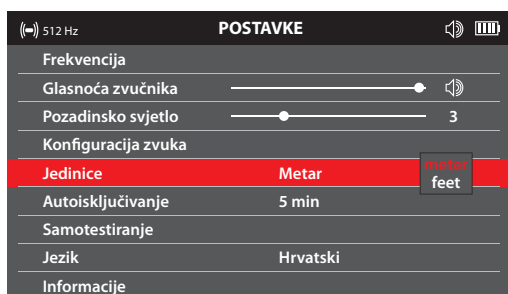 ((-)) 512 Hz POSTAVKE
Frekvencija
Glasnoća zvučnika
Pozadinsko svjetlo 3
Konfiguracija zvuka
Jedinice Metar meter
feet
Autoisključivanje 5 min
Samotestiranje
Jezik Hrvatski
Informacije